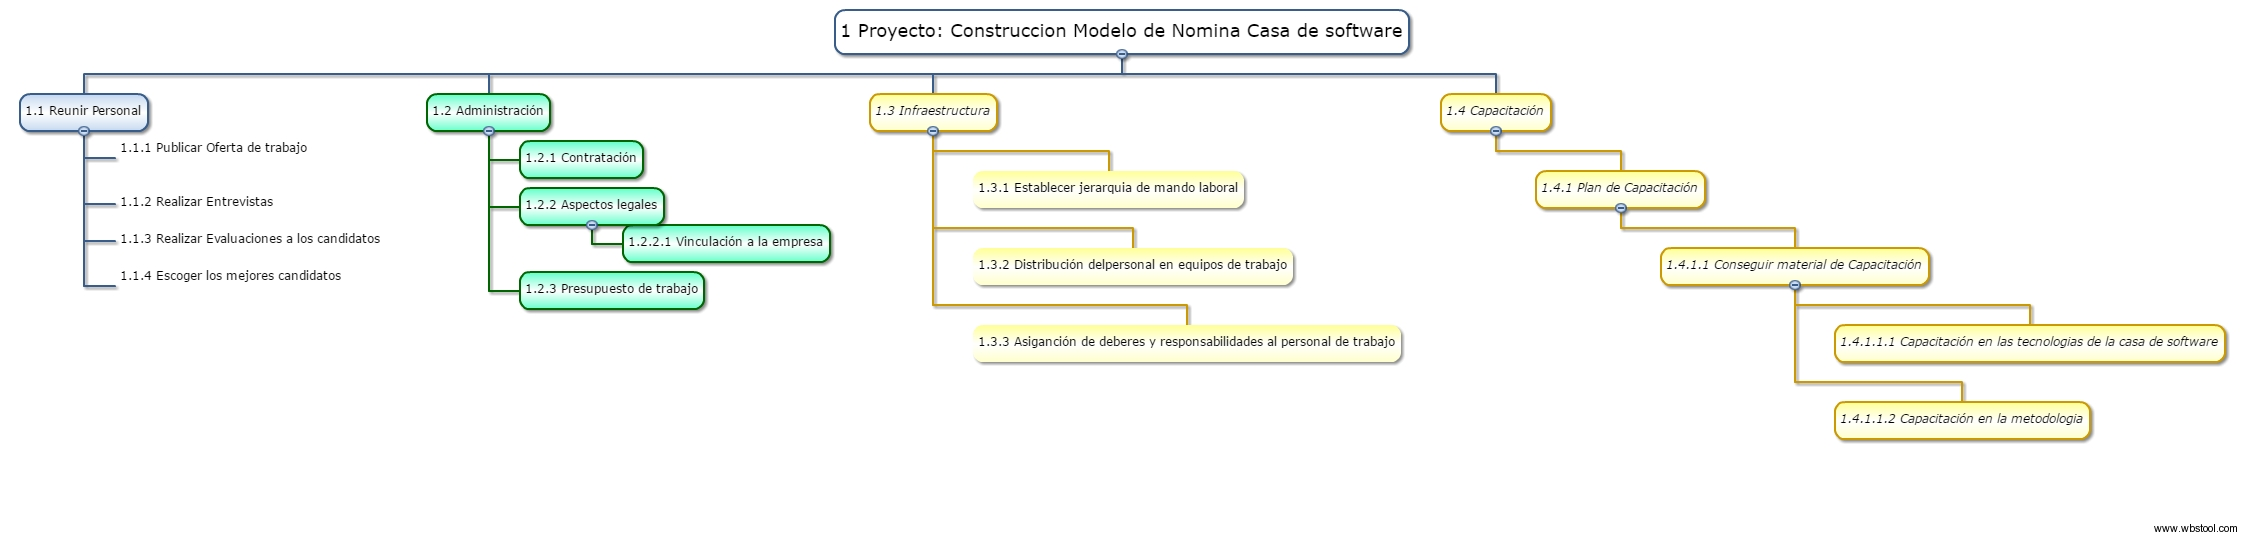 1 Proyecto: Construccion Modelo de Nomina Casa de software
1.1 Reunir Personal
1.1.1 Publicar Oferta de trabajo
1.1.2 Realizar Entrevistas
1.1.3 Realizar Evaluaciones a los candidatos
1.1.4 Escoger los mejores candidatos
1.2 Administración
1.2.1 Contratación
1.2.2 Aspectos legales
1.2.2.1 Vinculación a la empresa
1.2.3 Presupuesto de trabajo
1.3 Infraestructura
1.3.1 Establecer jerarquia de mando laboral
1.3.2 Distribución delpersonal en equipos de trabajo
1.3.3 Asiganción de deberes y responsabilidades al personal de trabajo
1.4 Capacitación
1.4.1 Plan de Capacitación
1.4.1.1 Conseguir material de Capacitación
1.4.1.1.1 Capacitación en las tecnologias de la casa de software
1.4.1.1.2 Capacitación en la metodologia
www.wbstool.com